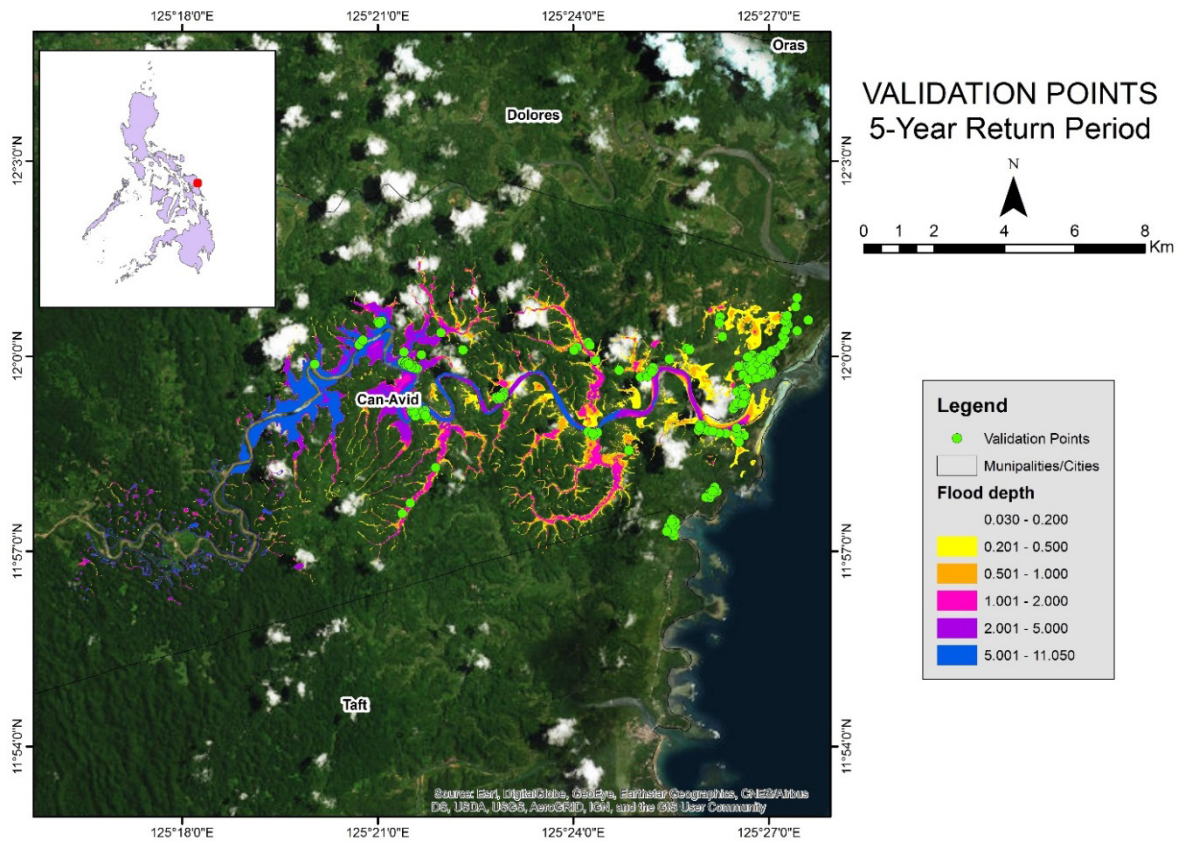 125°18'0"E
125°21'0"E
125°24'0"E
125°27'0"E
Oras
Dolores
Can-Avid
Taft
12°3'0"N
12°0'0"N
11°57'0"N
11°54'0"N
12°3'0"N
12°0'0"N
11°57'0"N
11°54'0"N
Source: Esri, DigitalGlobe, GeoEye, Earthstar Geographics, CNES/Airbus
DS, USDA, USGS, AeroGRID, IGN, and the GIS User Community
125°18'0"E
125°21'0"E
125°24'0"E
125°27'0"E
VALIDATION POINTS
5-Year Return Period
N
0 1 2 4 6 8
Km
Legend
Validation Points
Munipalities/Cities
Flood depth
0.030 - 0.200
0.201 - 0.500
0.501 - 1.000
1.001 - 2.000
2.001 - 5.000
5.001 - 11.050